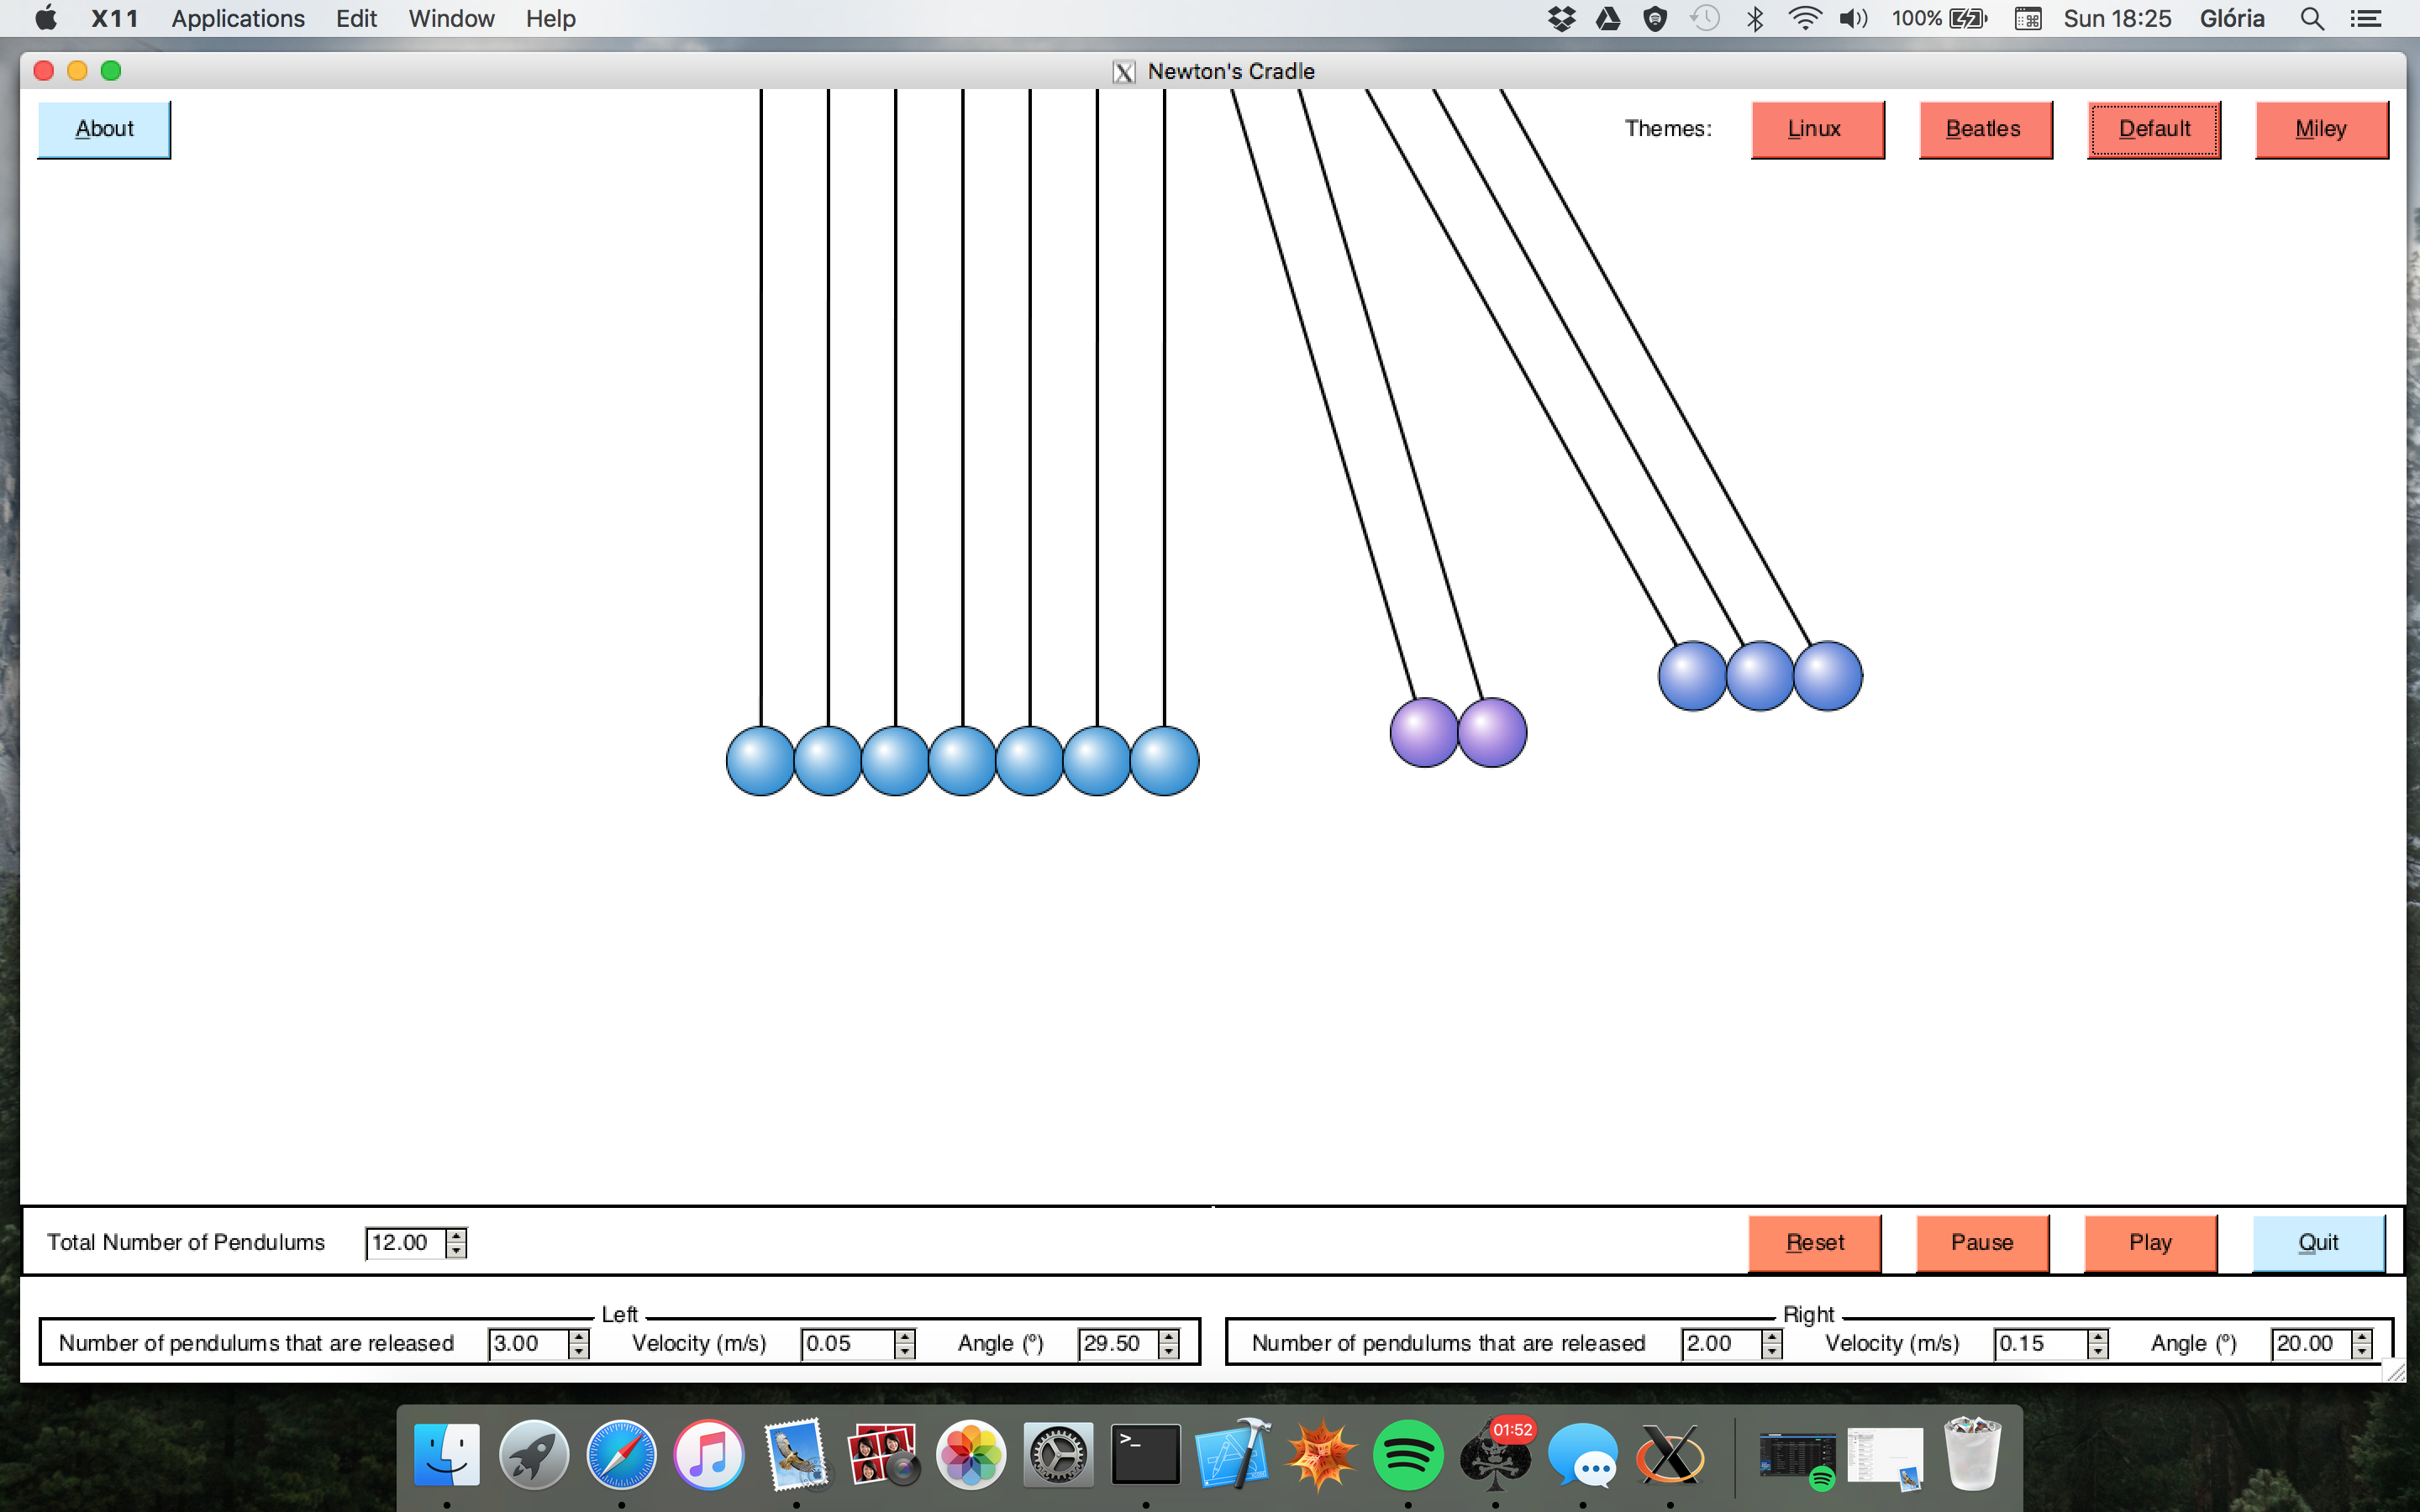 X11 Applications Edit Window Help 100% Sun 18:25 Glória
Newton's Cradle
About Themes: Linux Beatles Default Miley
Total Number of Pendulums 12.00 Reset Pause Play Quit
Left Right
Number of pendulums that are released 3.00 Velocity (m/s) 0.05 Angle (º) 29.50 Number of pendulums that are released 2.00 Velocity (m/s) 0.15 Angle (º) 20.00
>_ 01:52